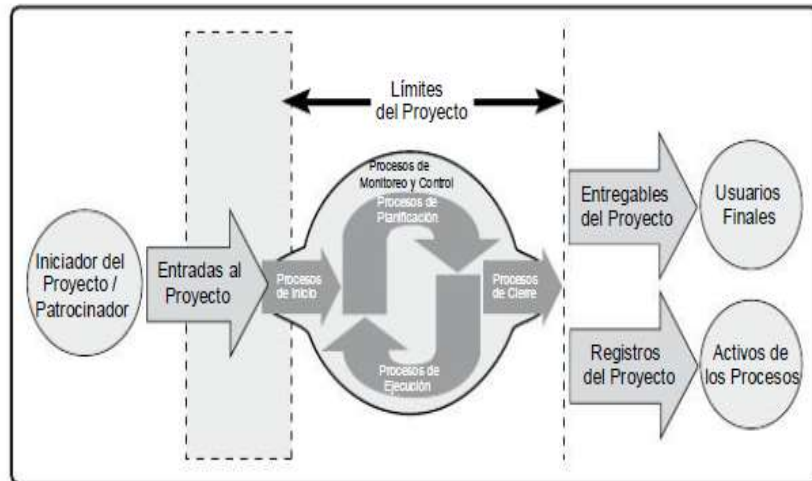 Límites
del Proyecto
Procesos de
Monitoreo y Control
Procesos de
Planificación
Iniciador del
Proyecto /
Patrocinador
Entradas al
Proyecto
Procesos
de Inicio
Procesos
de Cierre
Procesos de
Ejecución
Entregables
del Proyecto
Usuarios
Finales
Registros
del Proyecto
Activos de
los Procesos